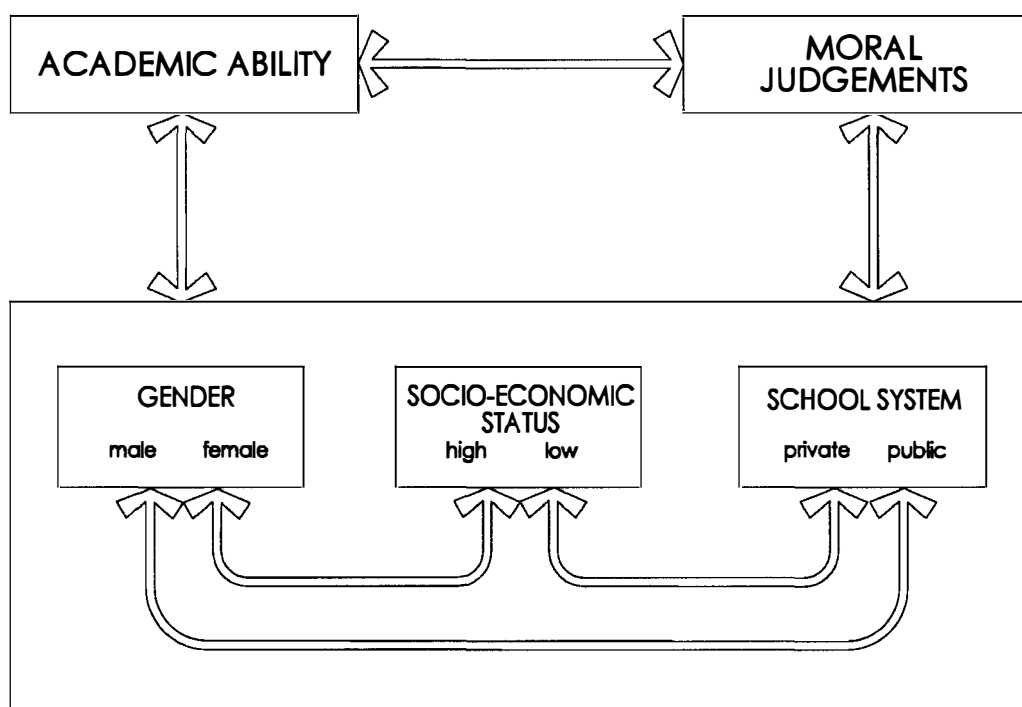 ACADEMIC ABILITY
MORAL
JUDGEMENTS
GENDER
male female
SOCIO-ECONOMIC
STATUS
high low
SCHOOL SYSTEM
private public